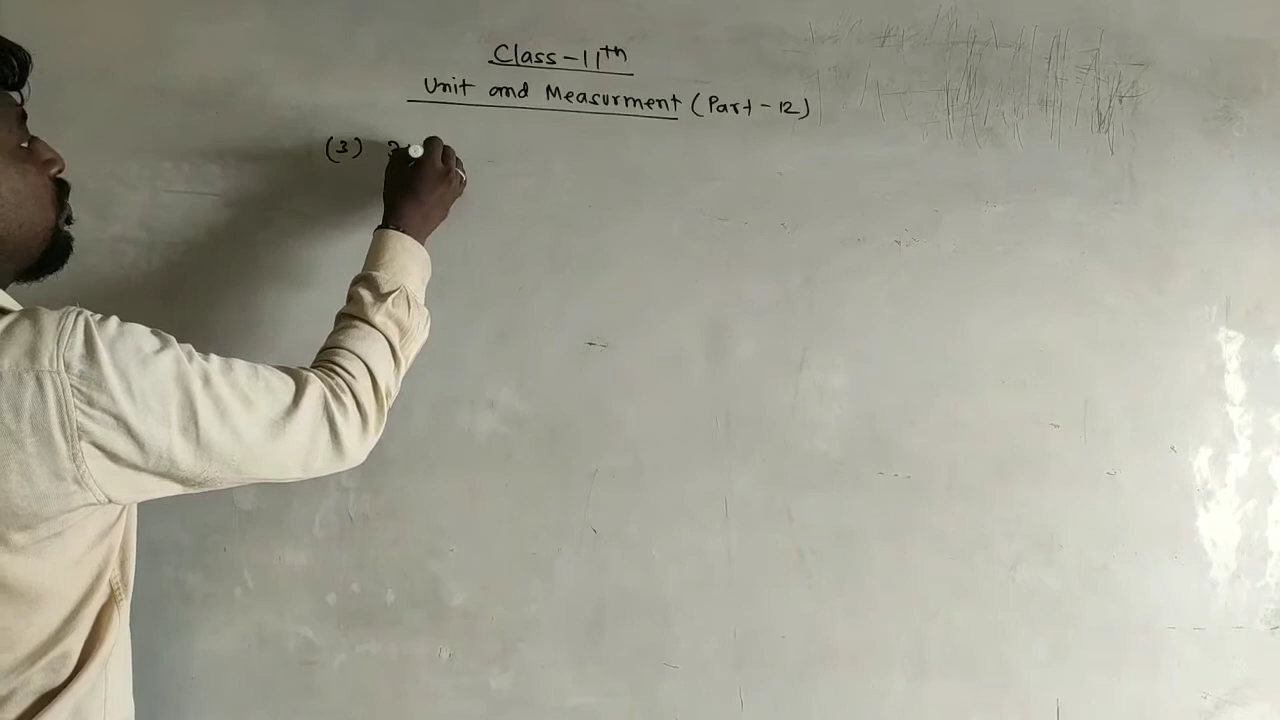 Class-11th
Unit and Measurment (Part-12)
(3)